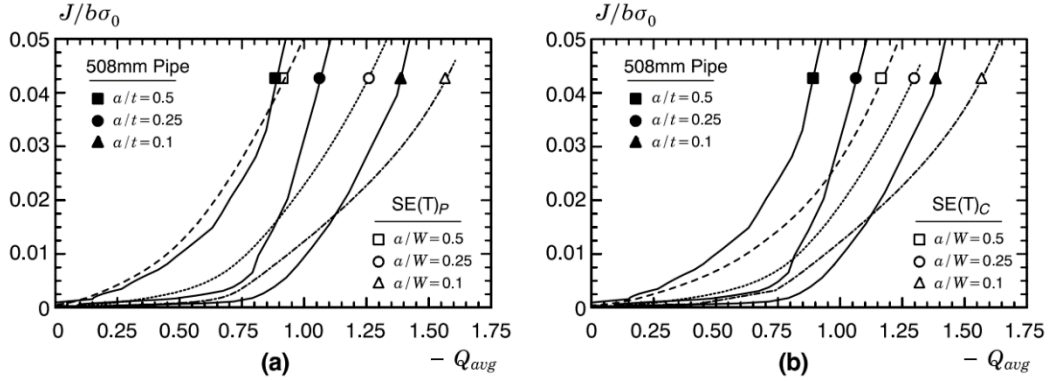 J/bσ₀
0.05
0.04
0.03
0.02
0.01
0
508mm Pipe
■ a/t=0.5
● a/t=0.25
▲ a/t=0.1
SE(T)P
□ a/W=0.5
○ a/W=0.25
△ a/W=0.1
0 0.25 0.50 0.75 1.00 1.25 1.50 1.75
(a)
− Qavg
J/bσ₀
0.05
0.04
0.03
0.02
0.01
0
508mm Pipe
■ a/t=0.5
● a/t=0.25
▲ a/t=0.1
SE(T)C
□ a/W=0.5
○ a/W=0.25
△ a/W=0.1
0 0.25 0.50 0.75 1.00 1.25 1.50 1.75
(b)
− Qavg